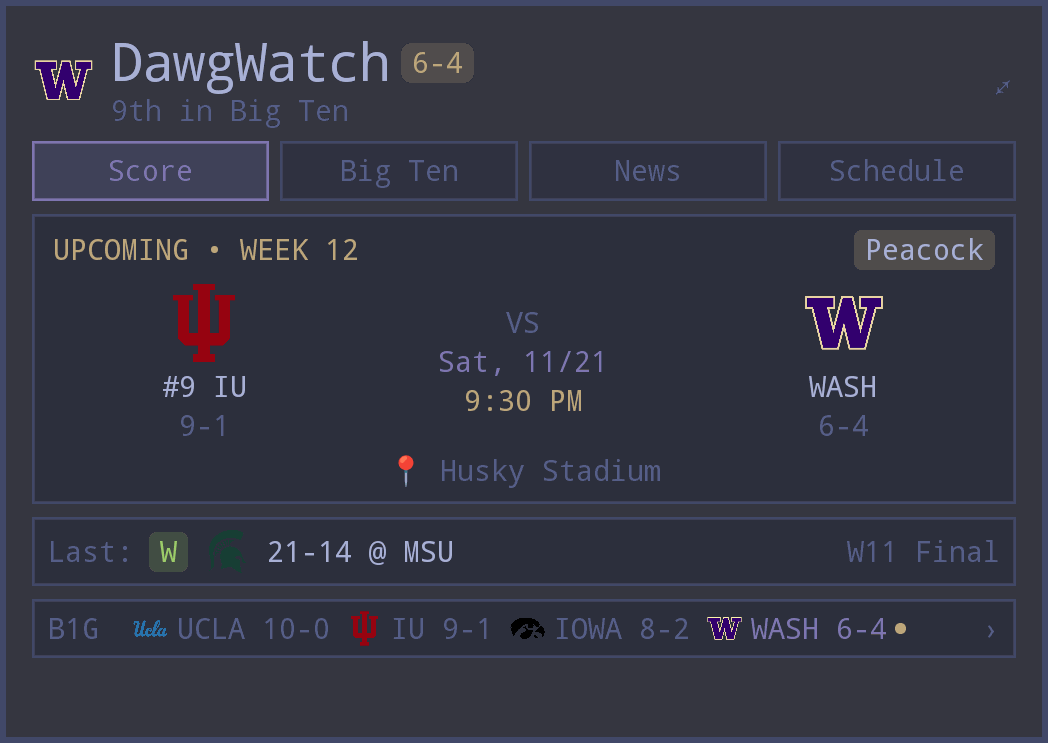 W DawgWatch 6-4
9th in Big Ten
Score Big Ten News Schedule
UPCOMING • WEEK 12 Peacock
VS
Sat, 11/21
#9 IU 9:30 PM WASH
9-1 6-4
📍 Husky Stadium
Last: W 21-14 @ MSU W11 Final
B1G Ucla UCLA 10-0 IU 9-1 IOWA 8-2 W WASH 6-4 • ›